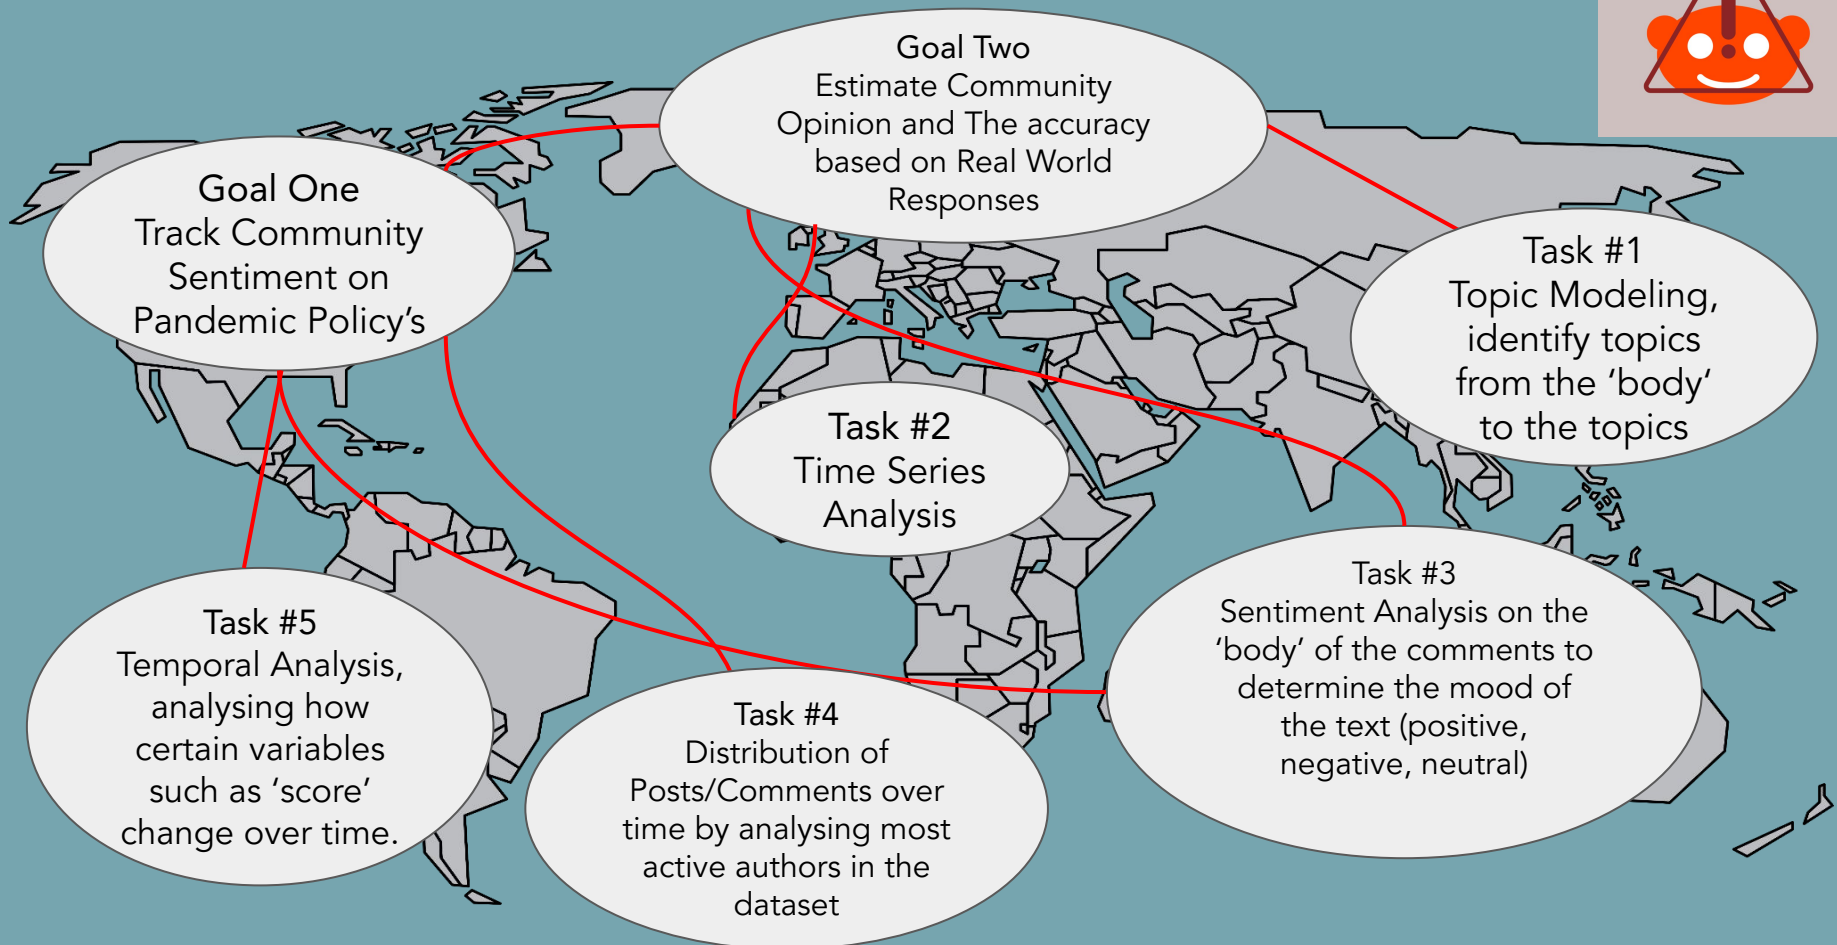 Goal Two
Estimate Community
Opinion and The accuracy
based on Real World
Responses
Goal One
Track Community
Sentiment on
Pandemic Policy's
Task #1
Topic Modeling,
identify topics
from the ‘body‘
to the topics
Task #2
Time Series
Analysis
Task #3
Sentiment Analysis on the
‘body’ of the comments to
determine the mood of
the text (positive,
negative, neutral)
Task #5
Temporal Analysis,
analysing how
certain variables
such as ‘score’
change over time.
Task #4
Distribution of
Posts/Comments over
time by analysing most
active authors in the
dataset